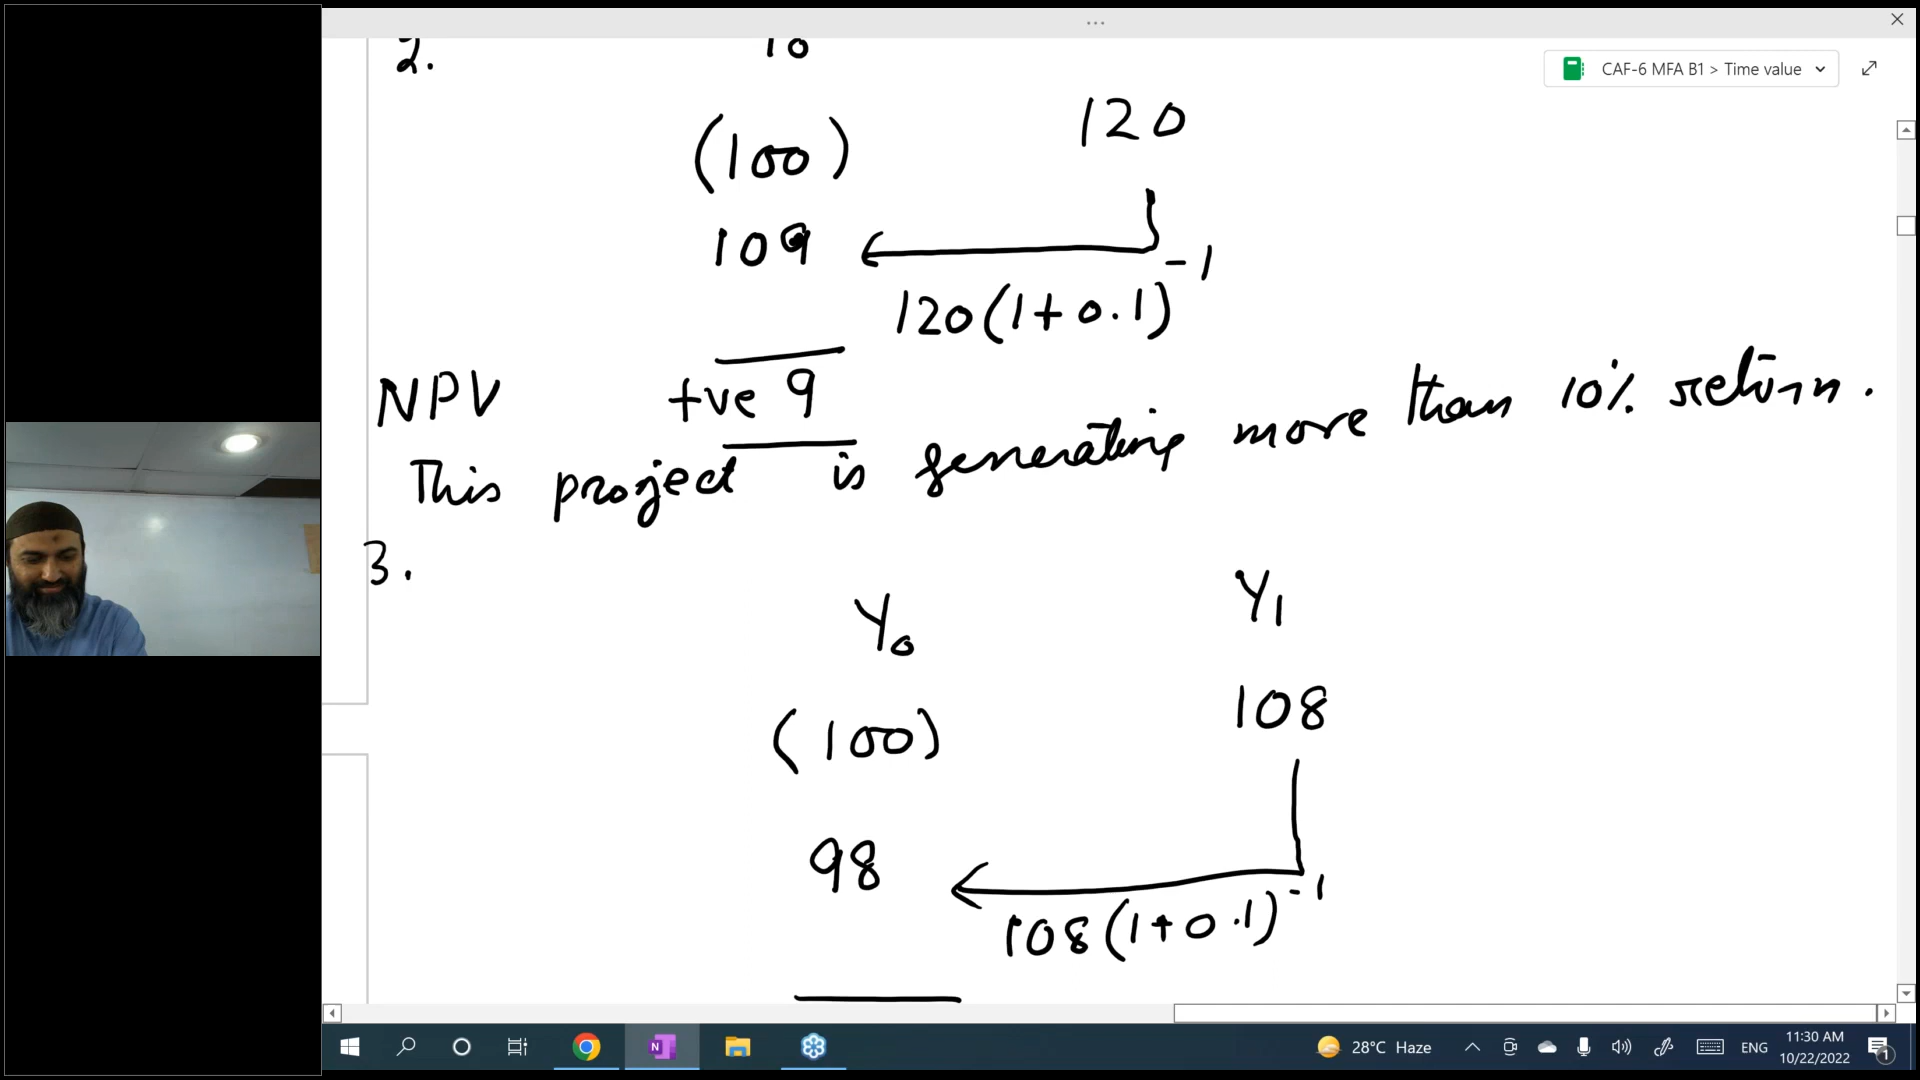 CAF-6 MFA B1 > Time value
2.
(100) 120
109
120(1+0.1)⁻¹
NPV +ve 9
This project is generating more than 10% return.
3.
Y₀ Y₁
(100) 108
98
108(1+0.1)⁻¹
28°C Haze
ENG
11:30 AM
10/22/2022
1